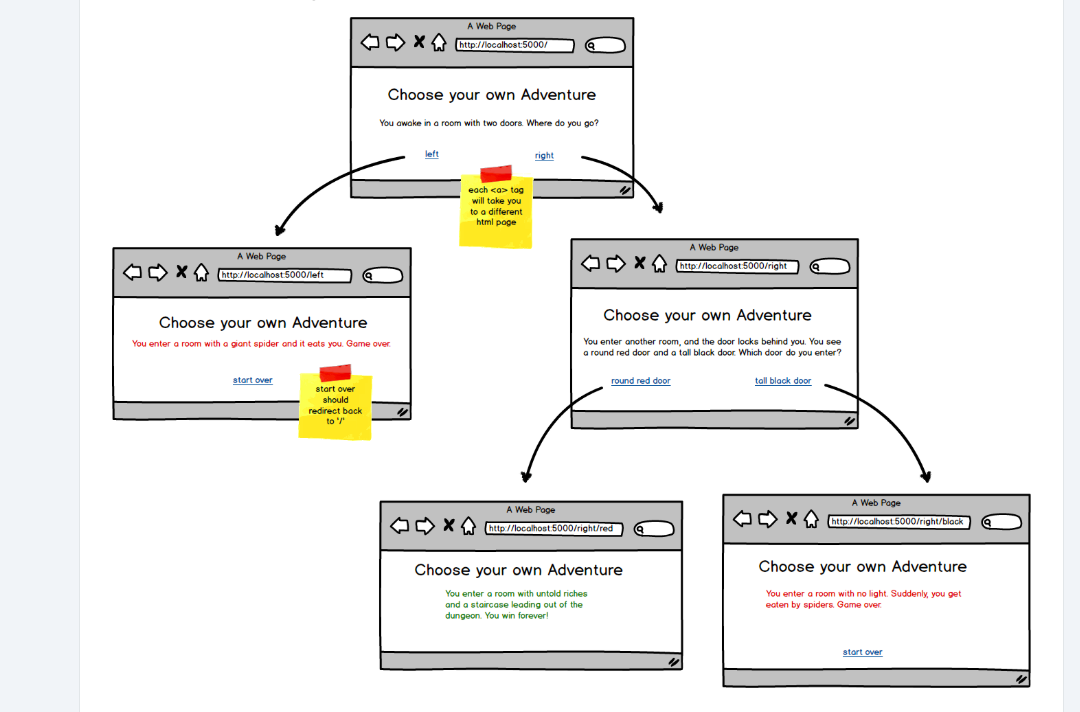 A Web Page
http://localhost:5000/
Choose your own Adventure
You awake in a room with two doors. Where do you go?
left
right
each <a> tag
will take you
to a different
html page
A Web Page
http://localhost:5000/left
Choose your own Adventure
You enter a room with a giant spider and it eats you. Game over.
start over
start over
should
redirect back
to '/'
A Web Page
http://localhost:5000/right
Choose your own Adventure
You enter another room, and the door locks behind you. You see
a round red door and a tall black door. Which door do you enter?
round red door
tall black door
A Web Page
http://localhost:5000/right/red
Choose your own Adventure
You enter a room with untold riches
and a staircase leading out of the
dungeon. You win forever!
A Web Page
http://localhost:5000/right/black
Choose your own Adventure
You enter a room with no light. Suddenly, you get
eaten by spiders. Game over.
start over